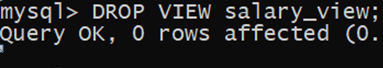 mysql> DROP VIEW salary_view;
Query OK, 0 rows affected (0.